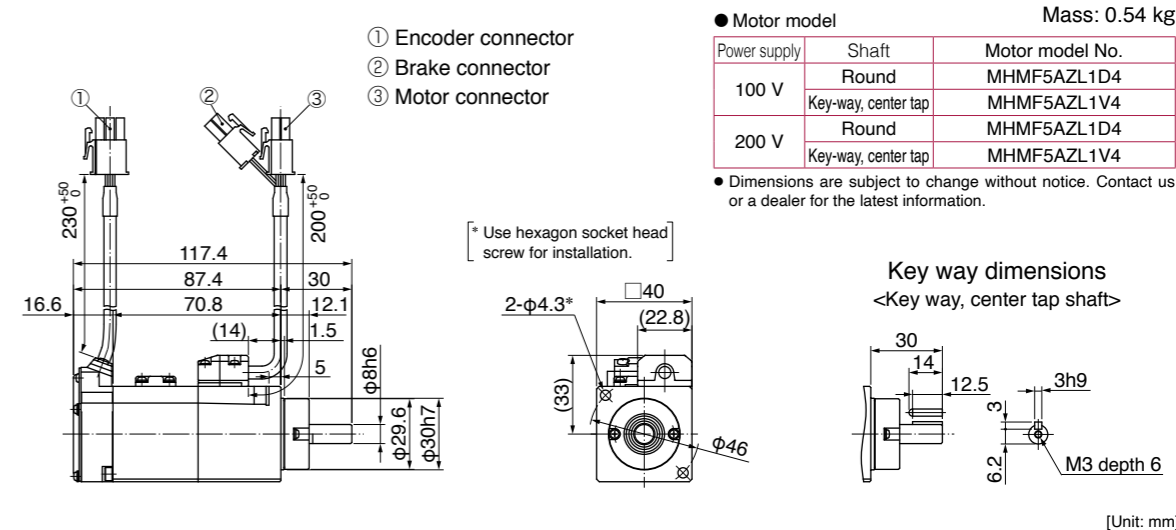 ① Encoder connector
② Brake connector
③ Motor connector
● Motor model
Mass: 0.54 kg
Power supply Shaft Motor model No.
100 V Round MHMF5AZL1D4
Key-way, center tap MHMF5AZL1V4
200 V Round MHMF5AZL1D4
Key-way, center tap MHMF5AZL1V4
● Dimensions are subject to change without notice. Contact us
or a dealer for the latest information.
① ② ③
230 +50 0
200 +50 0
117.4
87.4 30
16.6 70.8 12.1
(14) 1.5
5
φ8h6
φ29.6
φ30h7
* Use hexagon socket head
screw for installation.
2-φ4.3*
□40
(22.8)
(33)
φ46
Key way dimensions
<Key way, center tap shaft>
30
14
12.5
3h9
3
6.2
M3 depth 6
[Unit: mm]